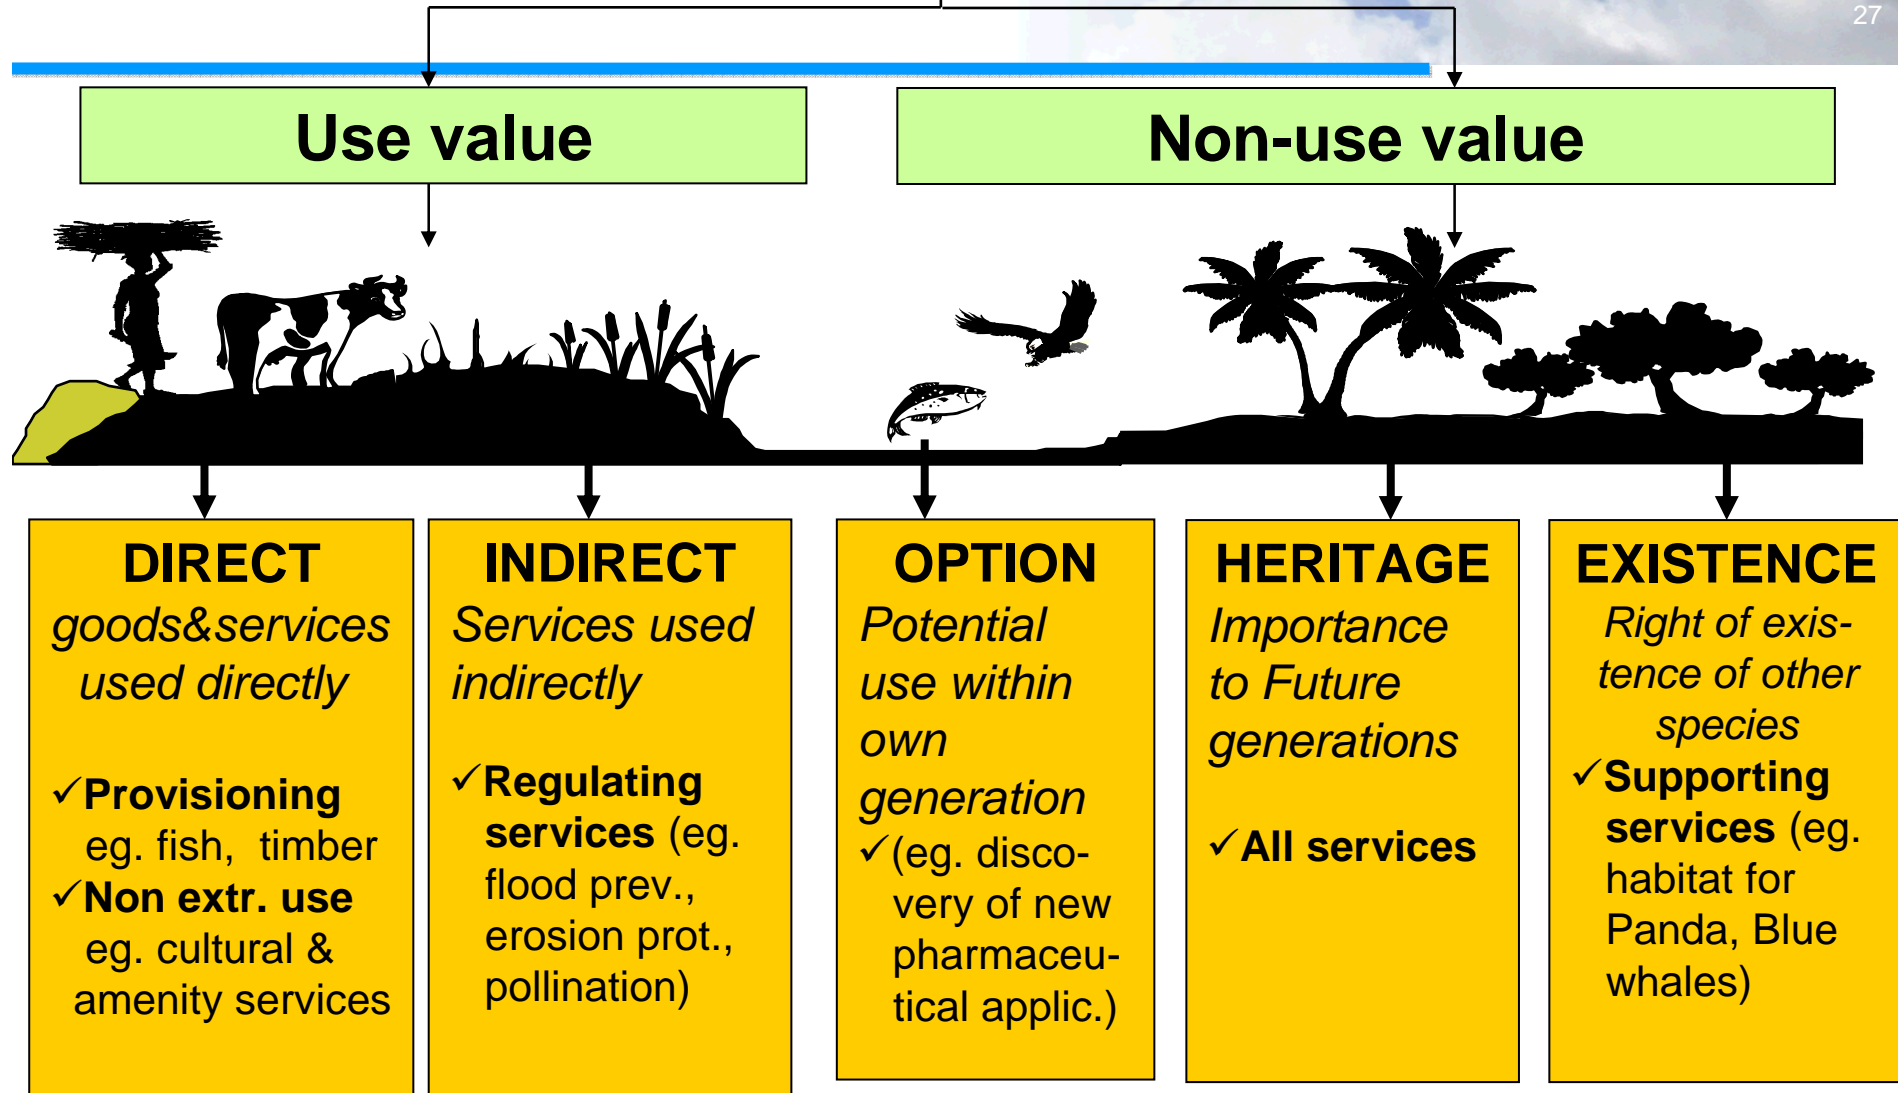 27
Use value
Non-use value
DIRECT
goods&services
used directly
✓Provisioning
eg. fish, timber
✓Non extr. use
eg. cultural &
amenity services
INDIRECT
Services used
indirectly
✓Regulating
services (eg.
flood prev.,
erosion prot.,
pollination)
OPTION
Potential
use within
own
generation
✓(eg. disco-
very of new
pharmaceu-
tical applic.)
HERITAGE
Importance
to Future
generations
✓All services
EXISTENCE
Right of exis-
tence of other
species
✓Supporting
services (eg.
habitat for
Panda, Blue
whales)